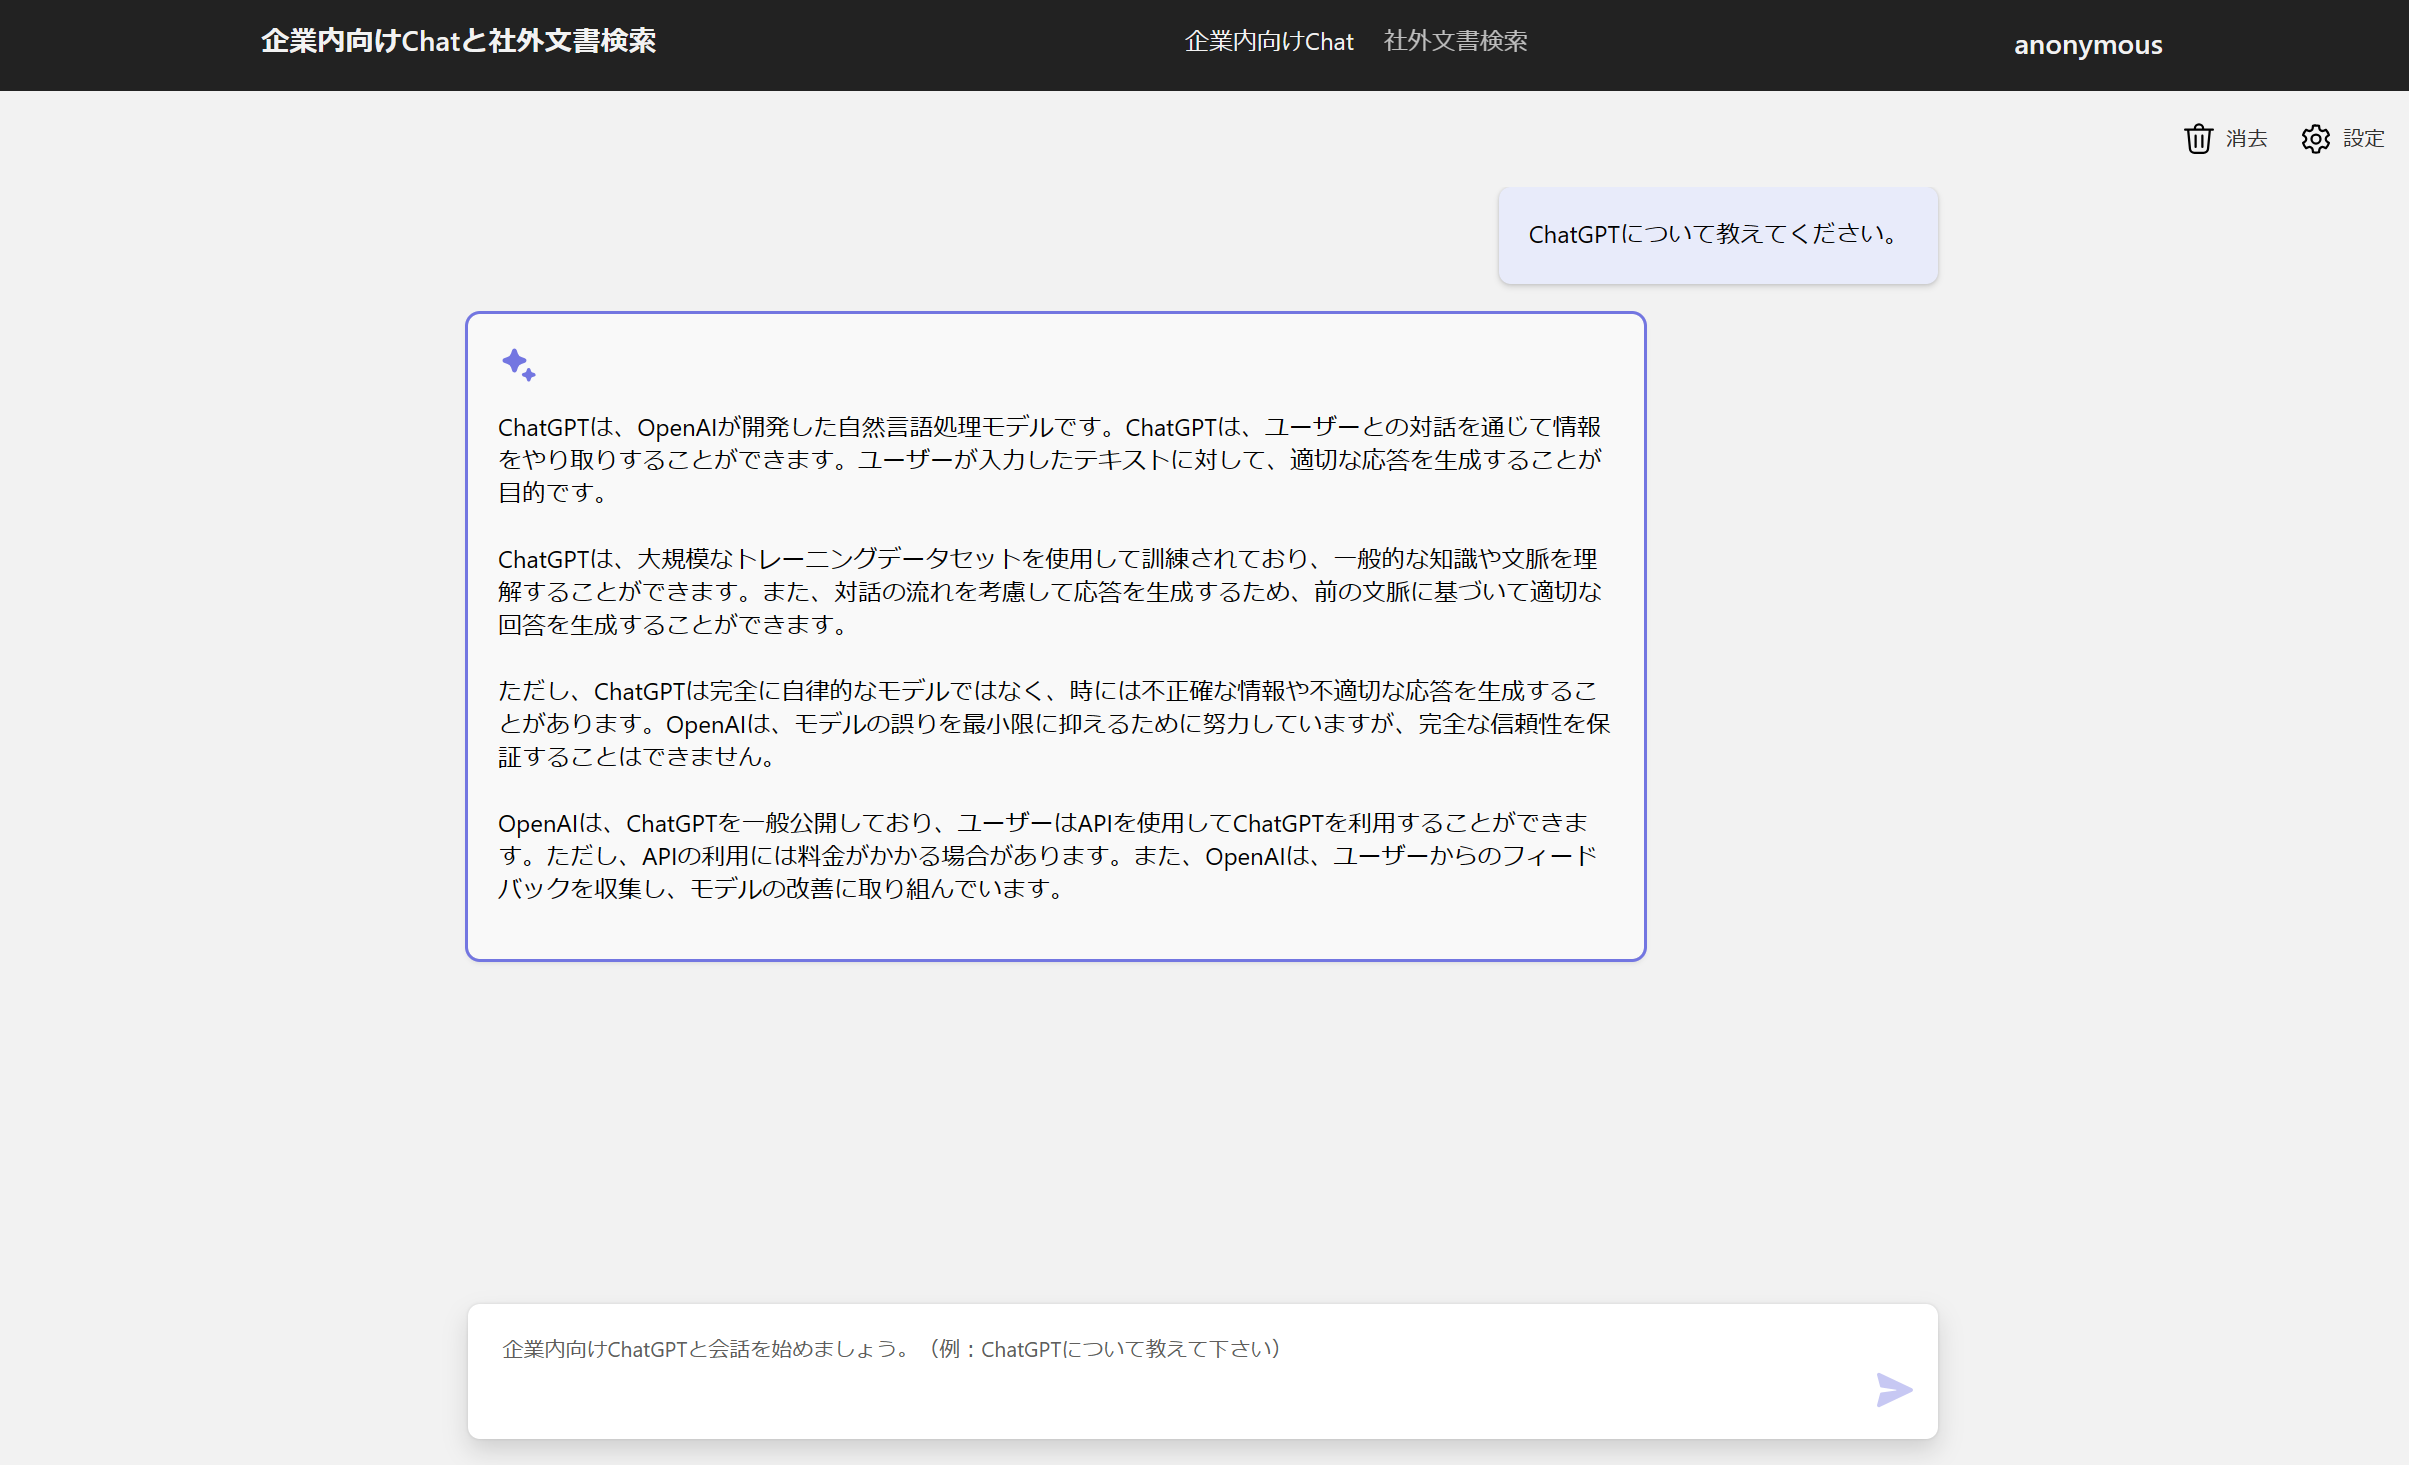 企業内向けChatと社外文書検索
企業内向けChat 社外文書検索
anonymous
消去 設定
ChatGPTについて教えてください。
ChatGPTは、OpenAIが開発した自然言語処理モデルです。ChatGPTは、ユーザーとの対話を通じて情報
をやり取りすることができます。ユーザーが入力したテキストに対して、適切な応答を生成することが
目的です。
ChatGPTは、大規模なトレーニングデータセットを使用して訓練されており、一般的な知識や文脈を理
解することができます。また、対話の流れを考慮して応答を生成するため、前の文脈に基づいて適切な
回答を生成することができます。
ただし、ChatGPTは完全に自律的なモデルではなく、時には不正確な情報や不適切な応答を生成するこ
とがあります。OpenAIは、モデルの誤りを最小限に抑えるために努力していますが、完全な信頼性を保
証することはできません。
OpenAIは、ChatGPTを一般公開しており、ユーザーはAPIを使用してChatGPTを利用することができま
す。ただし、APIの利用には料金がかかる場合があります。また、OpenAIは、ユーザーからのフィード
バックを収集し、モデルの改善に取り組んでいます。
企業内向けChatGPTと会話を始めましょう。（例：ChatGPTについて教えて下さい）